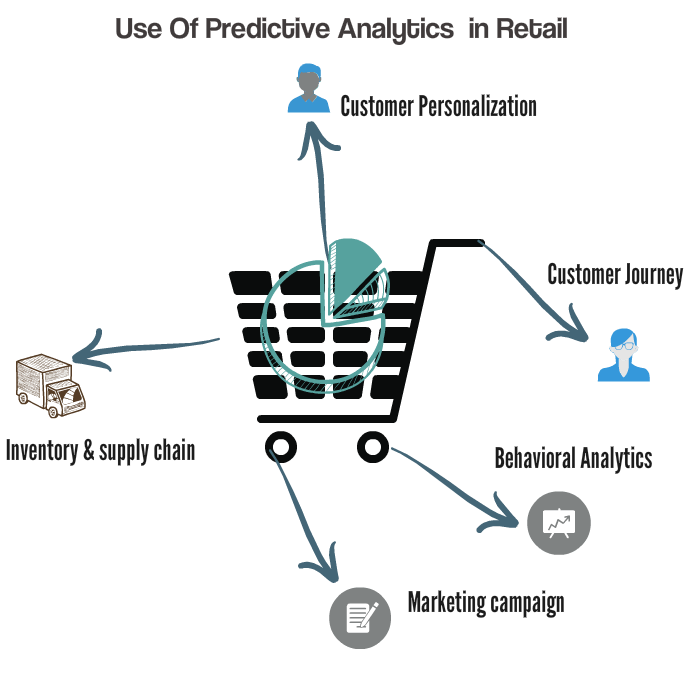 Use Of Predictive Analytics in Retail
Customer Personalization
Customer Journey
Inventory & supply chain
Behavioral Analytics
Marketing campaign